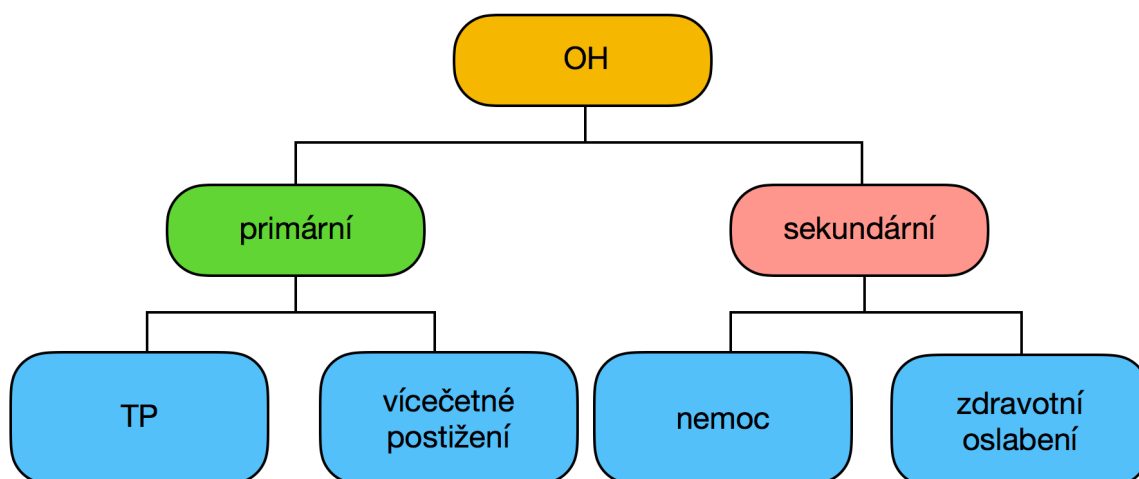 OH
primární
sekundární
TP
vícečetné
postižení
nemoc
zdravotní
oslabení